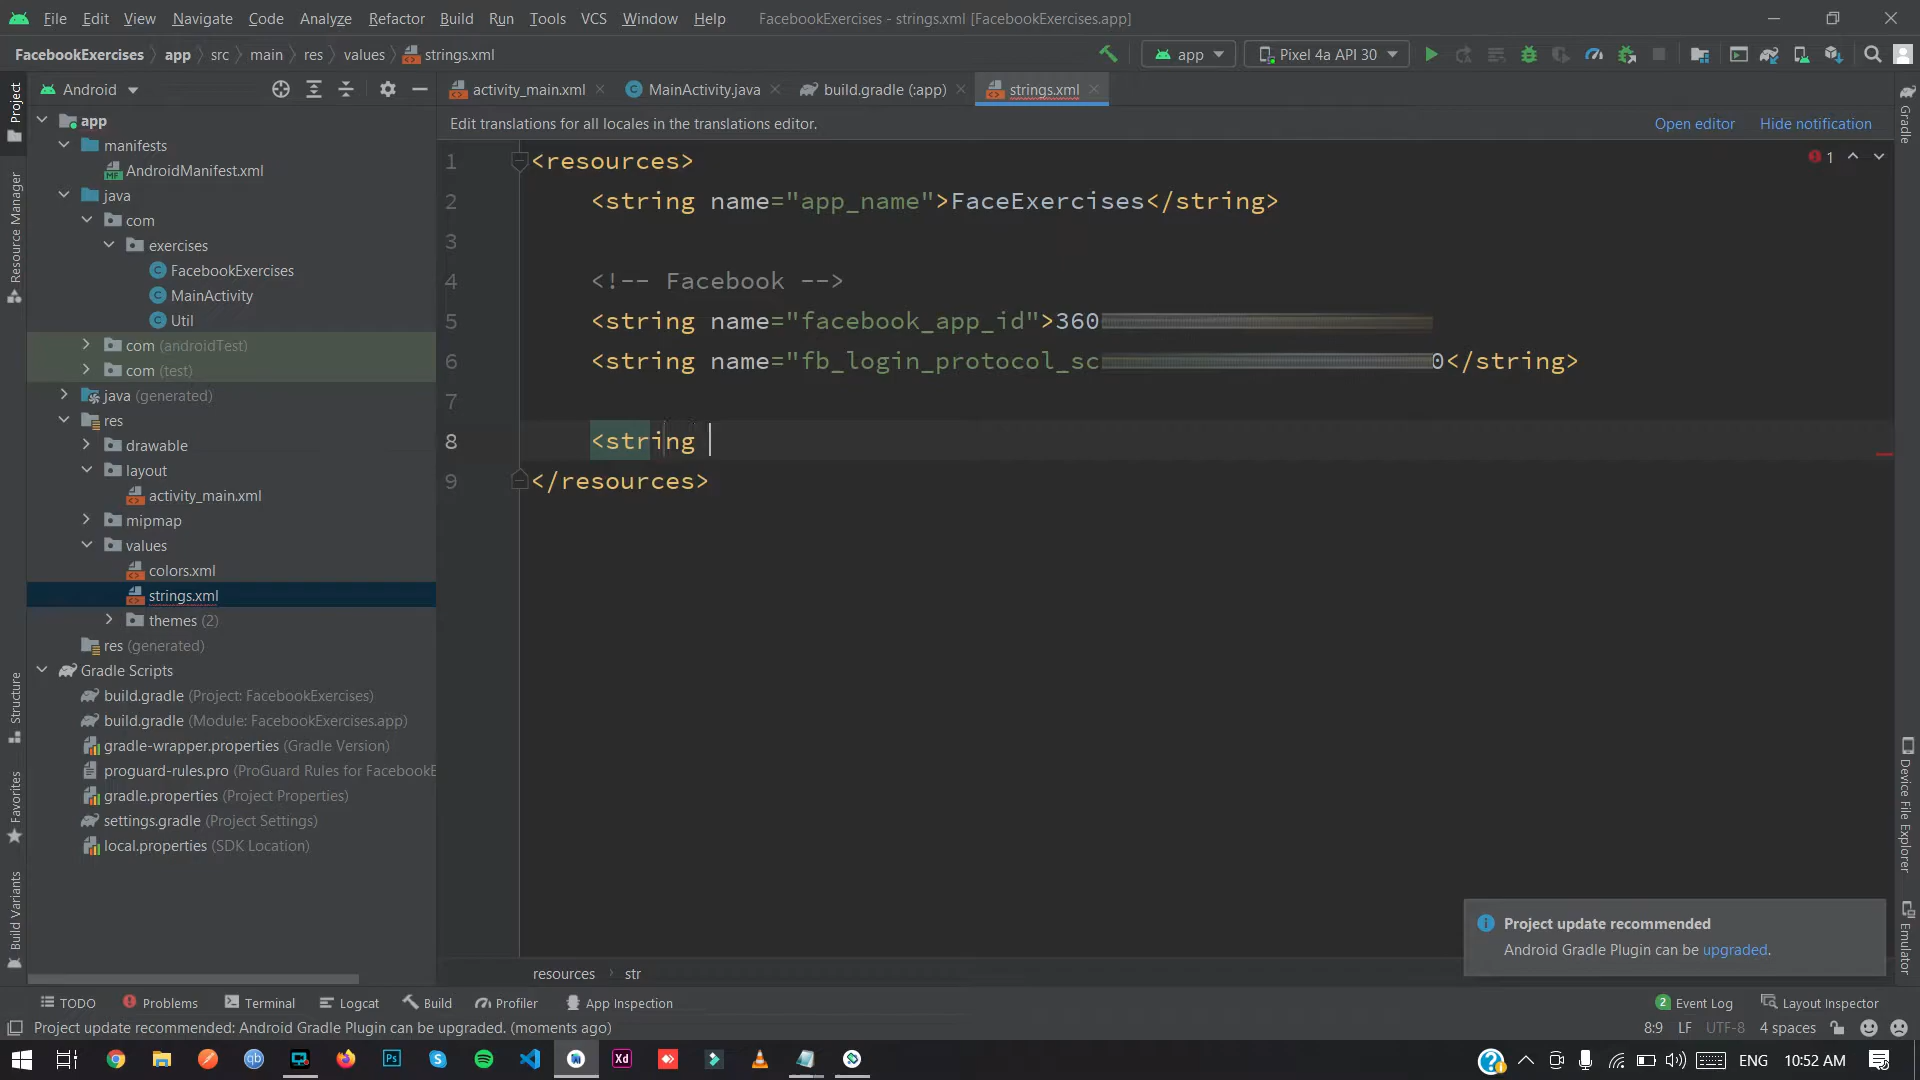 File Edit View Navigate Code Analyze Refactor Build Run Tools VCS Window Help FacebookExercises - strings.xml [FacebookExercises.app]
FacebookExercises app src main res values strings.xml app Pixel 4a API 30
Android activity_main.xml MainActivity.java build.gradle (:app) strings.xml
Edit translations for all locales in the translations editor. Open editor Hide notification
Project
Resource Manager
Structure
Favorites
Build Variants
app
manifests
AndroidManifest.xml
java
com
exercises
FacebookExercises
MainActivity
Util
com (androidTest)
com (test)
java (generated)
res
drawable
layout
activity_main.xml
mipmap
values
colors.xml
strings.xml
themes (2)
res (generated)
Gradle Scripts
build.gradle (Project: FacebookExercises)
build.gradle (Module: FacebookExercises.app)
gradle-wrapper.properties (Gradle Version)
proguard-rules.pro (ProGuard Rules for FacebookE
gradle.properties (Project Properties)
settings.gradle (Project Settings)
local.properties (SDK Location)
1 <resources>
2 <string name="app_name">FaceExercises</string>
3
4 <!-- Facebook -->
5 <string name="facebook_app_id">360
6 <string name="fb_login_protocol_sc 0</string>
7
8 <string
9 </resources>
1
Gradle
Device File Explorer
Emulator
Project update recommended
Android Gradle Plugin can be upgraded.
resources str
TODO Problems Terminal Logcat Build Profiler App Inspection 2 Event Log Layout Inspector
Project update recommended: Android Gradle Plugin can be upgraded. (moments ago) 8:9 LF UTF-8 4 spaces
ENG 10:52 AM